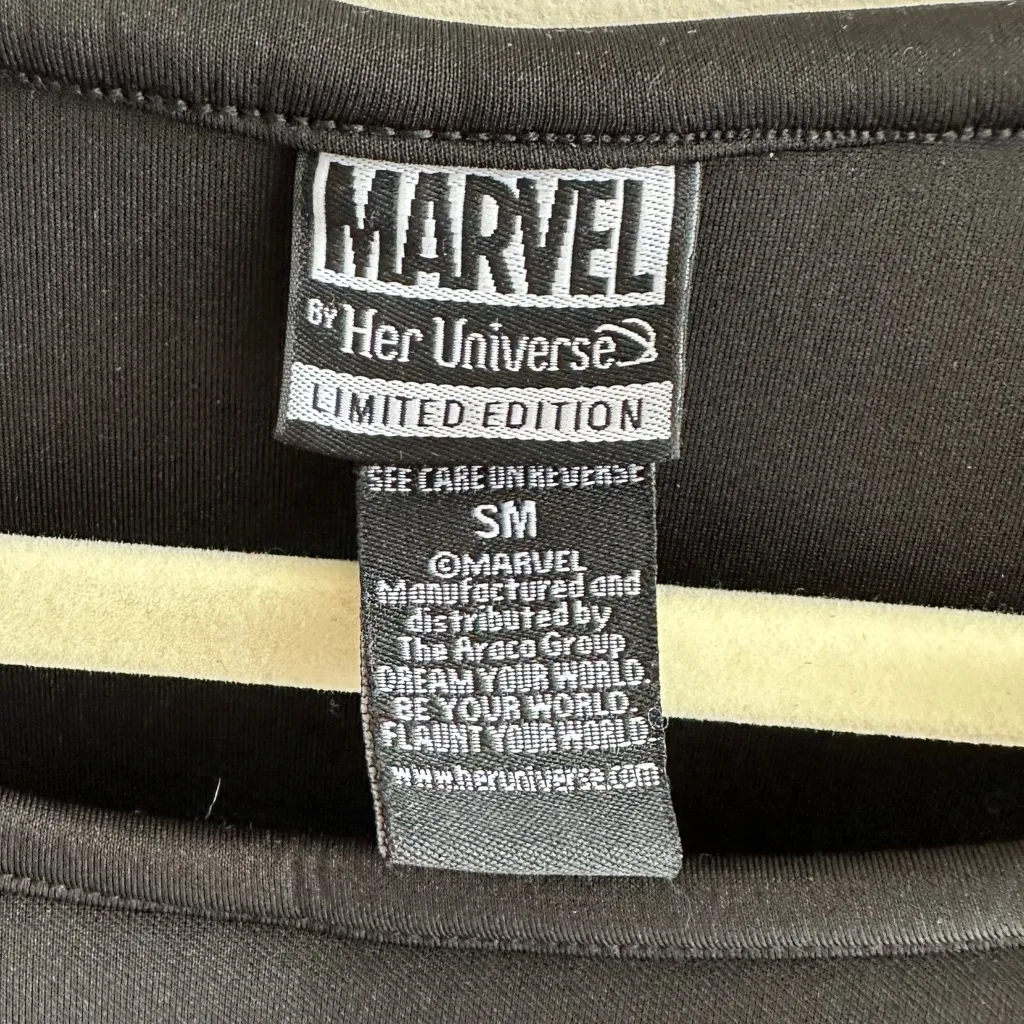 MARVEL
BY Her Universe
LIMITED EDITION
SEE CARE ON REVERSE
SM
©MARVEL
Manufactured and
distributed by
The Araca Group
DREAM YOUR WORLD.
BE YOUR WORLD.
FLAUNT YOUR WORLD.
www.heruniverse.com